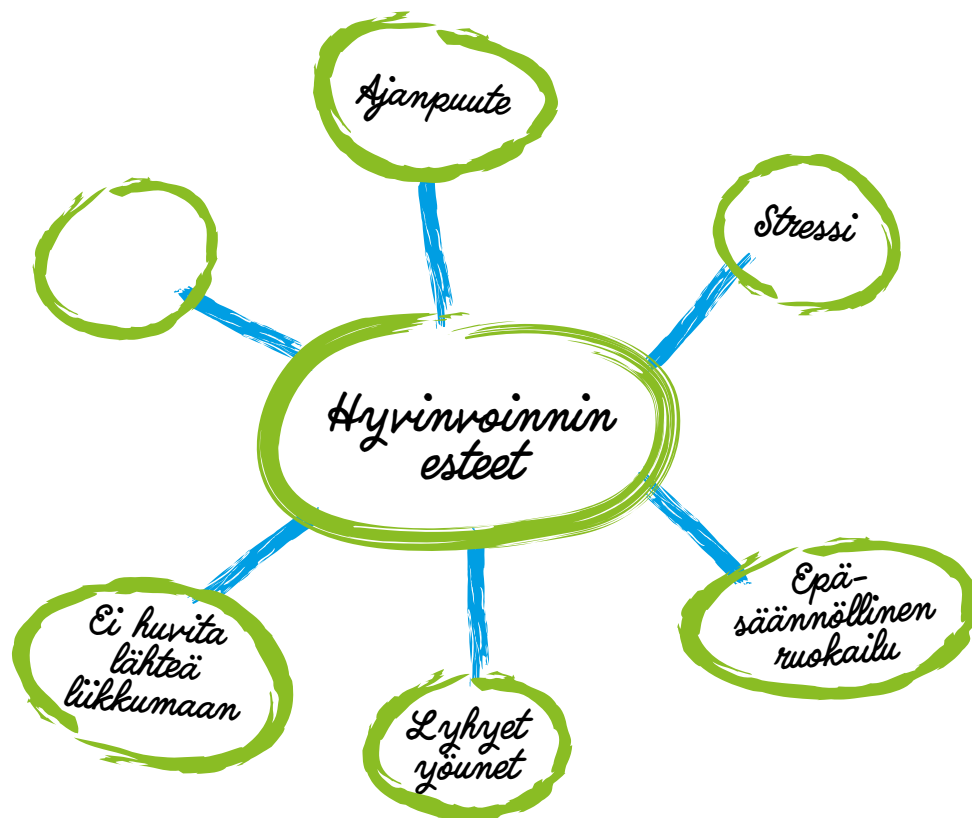 Ajanpuute
Stressi
Hyvinvoinnin
esteet
Epä-
säännöllinen
ruokailu
Ei huvita
lähteä
liikkumaan
Lyhyet
yöunet